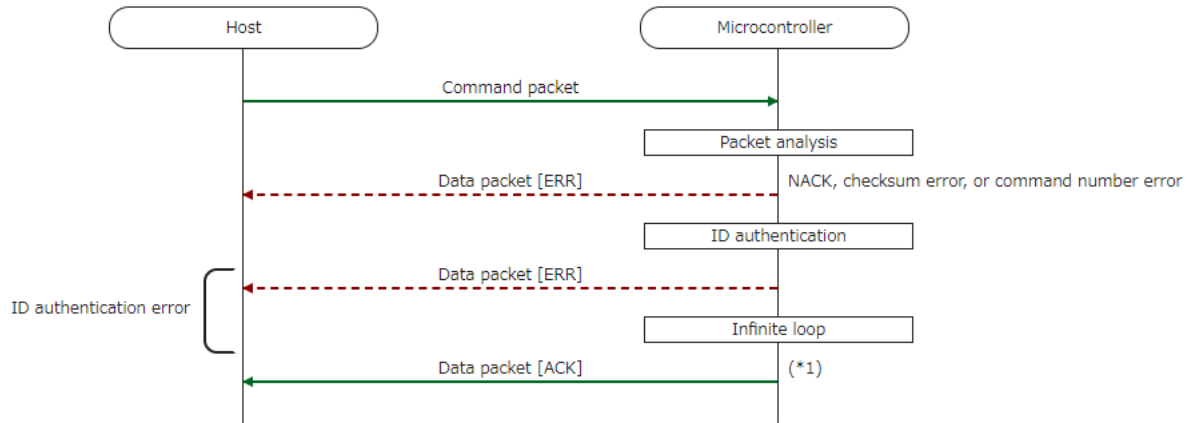 Host
Microcontroller
Command packet
Packet analysis
Data packet [ERR]
NACK, checksum error, or command number error
ID authentication
Data packet [ERR]
ID authentication error
Infinite loop
Data packet [ACK]
(*1)